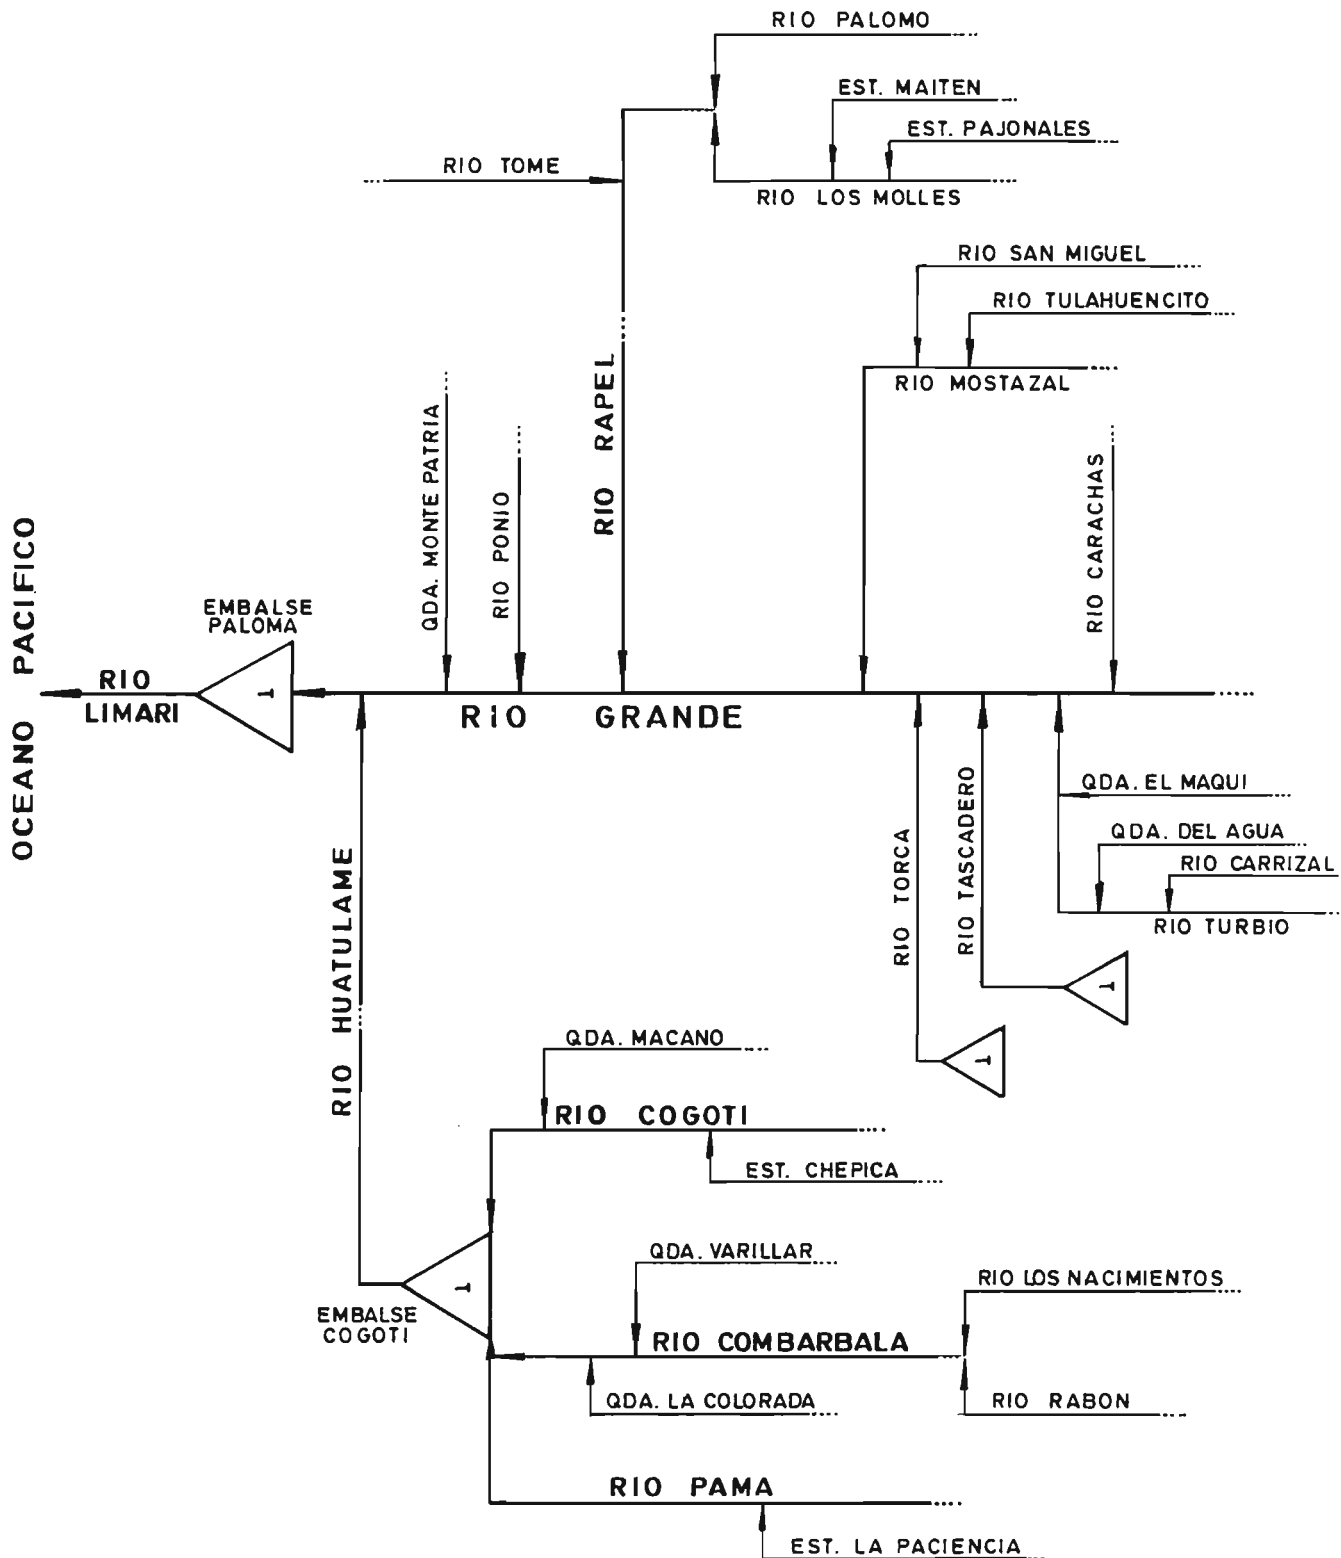 RIO PALOMO
EST. MAITEN
EST. PAJONALES
RIO TOME
RIO LOS MOLLES
RIO SAN MIGUEL
RIO TULAHUENCITO
RIO MOSTAZAL
RIO RAPEL
QDA. MONTE PATRIA
RIO PONIO
RIO CARACHAS
OCEANO PACIFICO
EMBALSE
PALOMA
RIO
LIMARI
RIO GRANDE
QDA. EL MAQUI
QDA. DEL AGUA
RIO CARRIZAL
RIO TURBIO
RIO TORCA
RIO TASCADERO
RIO HUATULAME
QDA. MACANO
RIO COGOTI
EST. CHEPICA
QDA. VARILLAR
RIO LOS NACIMIENTOS
EMBALSE
COGOTI
RIO COMBARBALA
QDA. LA COLORADA
RIO RABON
RIO PAMA
EST. LA PACIENCIA